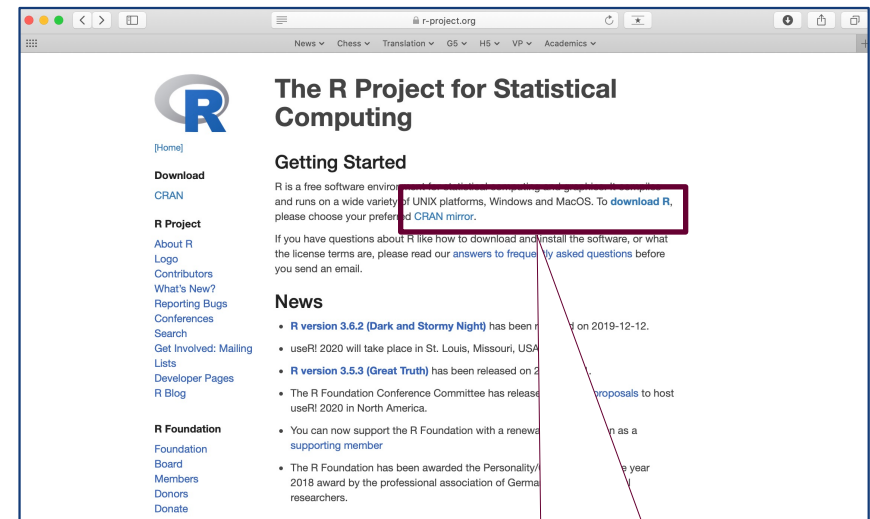 r-project.org
News Chess Translation G5 H5 VP Academics
R
[Home]
Download
CRAN
R Project
About R
Logo
Contributors
What's New?
Reporting Bugs
Conferences
Search
Get Involved: Mailing
Lists
Developer Pages
R Blog
R Foundation
Foundation
Board
Members
Donors
Donate
The R Project for Statistical
Computing
Getting Started
R is a free software environment for statistical computing and graphics. It compiles
and runs on a wide variety of UNIX platforms, Windows and MacOS. To download R,
please choose your preferred CRAN mirror.
If you have questions about R like how to download and install the software, or what
the license terms are, please read our answers to frequently asked questions before
you send an email.
News
• R version 3.6.2 (Dark and Stormy Night) has been on 2019-12-12.
• useR! 2020 will take place in St. Louis, Missouri, USA
• R version 3.5.3 (Great Truth) has been released on
• The R Foundation Conference Committee has proposals to host
useR! 2020 in North America.
• You can now support the R Foundation with a as a
supporting member
• The R Foundation has been awarded the year
2018 award by the professional association of
researchers.